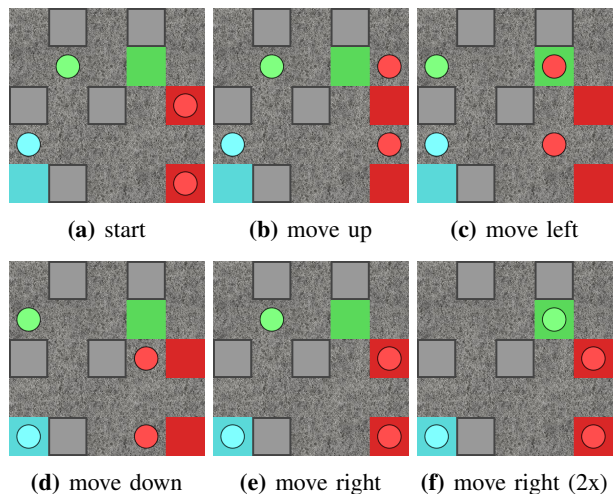 (a) start
(b) move up
(c) move left
(d) move down
(e) move right
(f) move right (2x)